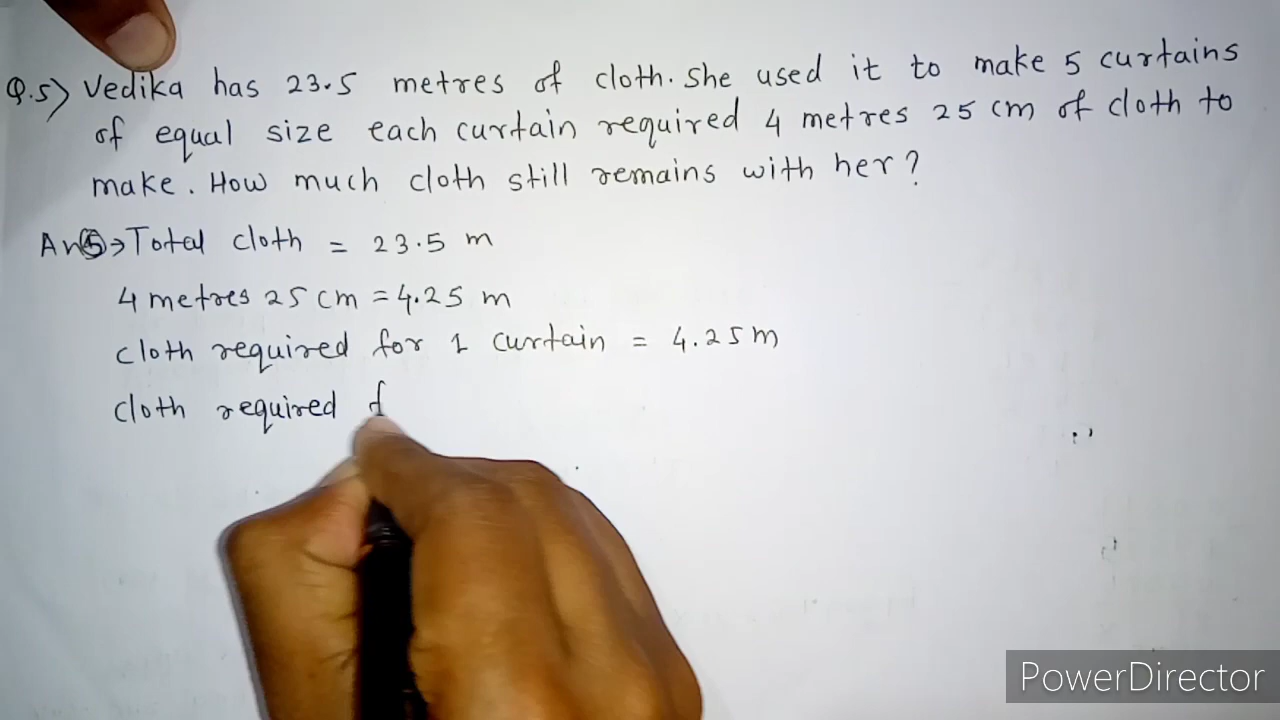 Q.5) Vedika has 23.5 metres of cloth. She used it to make 5 curtains
of equal size each curtain required 4 metres 25 cm of cloth to
make. How much cloth still remains with her?
Ans5→ Total cloth = 23.5 m
4 metres 25 cm = 4.25 m
cloth required for 1 curtain = 4.25 m
cloth required f
PowerDirector